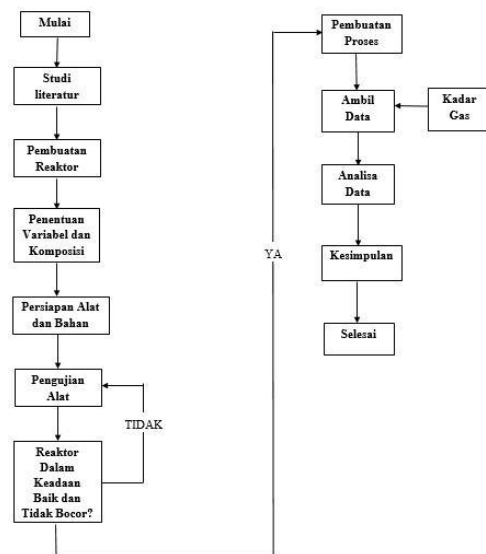 Mulai
Studi
literatur
Pembuatan
Reaktor
Penentuan
Variabel dan
Komposisi
Persiapan Alat
dan Bahan
Pengujian
Alat
TIDAK
Reaktor
Dalam
Keadaan
Baik dan
Tidak Bocor?
YA
Pembuatan
Proses
Ambil
Data
Kadar
Gas
Analisa
Data
Kesimpulan
Selesai